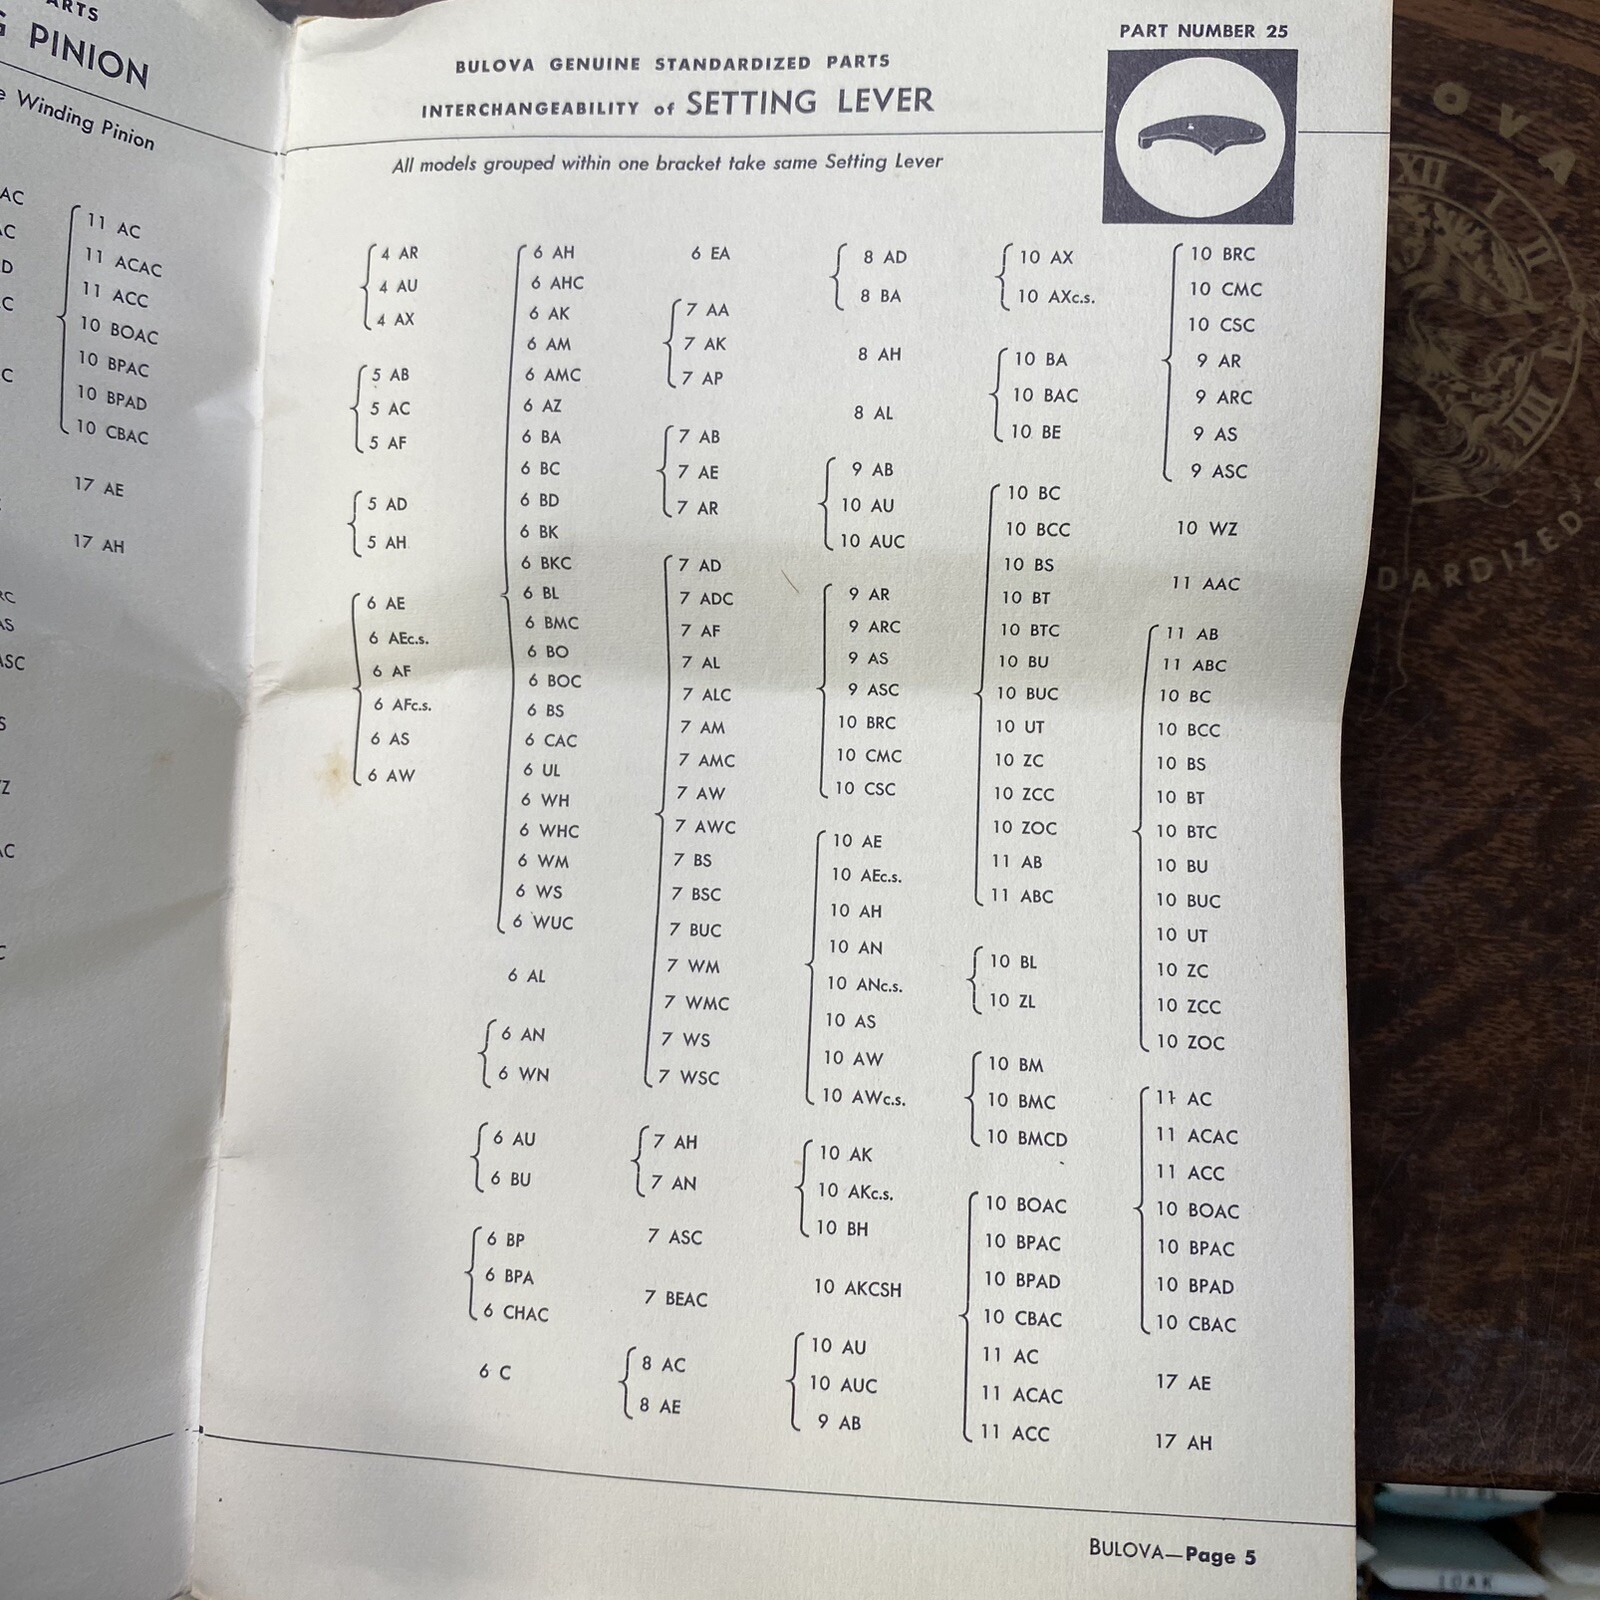 ARTS
G PINION
e Winding Pinion
AC
AC
D
C
C
RC
AS
ASC
S
Z
AC
C
11 AC
11 ACAC
11 ACC
10 BOAC
10 BPAC
10 BPAD
10 CBAC
17 AE
17 AH
PART NUMBER 25
BULOVA GENUINE STANDARDIZED PARTS
INTERCHANGEABILITY of SETTING LEVER
All models grouped within one bracket take same Setting Lever
4 AR
4 AU
4 AX
5 AB
5 AC
5 AF
5 AD
5 AH
6 AE
6 AEc.s.
6 AF
6 AFc.s.
6 AS
6 AW
6 AH
6 AHC
6 AK
6 AM
6 AMC
6 AZ
6 BA
6 BC
6 BD
6 BK
6 BKC
6 BL
6 BMC
6 BO
6 BOC
6 BS
6 CAC
6 UL
6 WH
6 WHC
6 WM
6 WS
6 WUC
6 AL
6 AN
6 WN
6 AU
6 BU
6 BP
6 BPA
6 CHAC
6 C
6 EA
7 AA
7 AK
7 AP
7 AB
7 AE
7 AR
7 AD
7 ADC
7 AF
7 AL
7 ALC
7 AM
7 AMC
7 AW
7 AWC
7 BS
7 BSC
7 BUC
7 WM
7 WMC
7 WS
7 WSC
7 AH
7 AN
7 ASC
7 BEAC
8 AC
8 AE
8 AD
8 BA
8 AH
8 AL
9 AB
10 AU
10 AUC
9 AR
9 ARC
9 AS
9 ASC
10 BRC
10 CMC
10 CSC
10 AE
10 AEc.s.
10 AH
10 AN
10 ANc.s.
10 AS
10 AW
10 AWc.s.
10 AK
10 AKc.s.
10 BH
10 AKCSH
10 AU
10 AUC
9 AB
10 AX
10 AXc.s.
10 BA
10 BAC
10 BE
10 BC
10 BCC
10 BS
10 BT
10 BTC
10 BU
10 BUC
10 UT
10 ZC
10 ZCC
10 ZOC
11 AB
11 ABC
10 BL
10 ZL
10 BM
10 BMC
10 BMCD
10 BOAC
10 BPAC
10 BPAD
10 CBAC
11 AC
11 ACAC
11 ACC
10 BRC
10 CMC
10 CSC
9 AR
9 ARC
9 AS
9 ASC
10 WZ
11 AAC
11 AB
11 ABC
10 BC
10 BCC
10 BS
10 BT
10 BTC
10 BU
10 BUC
10 UT
10 ZC
10 ZCC
10 ZOC
11 AC
11 ACAC
11 ACC
10 BOAC
10 BPAC
10 BPAD
10 CBAC
17 AE
17 AH
BULOVA—Page 5
OVA
XII I II III
DARDIZED
10AK